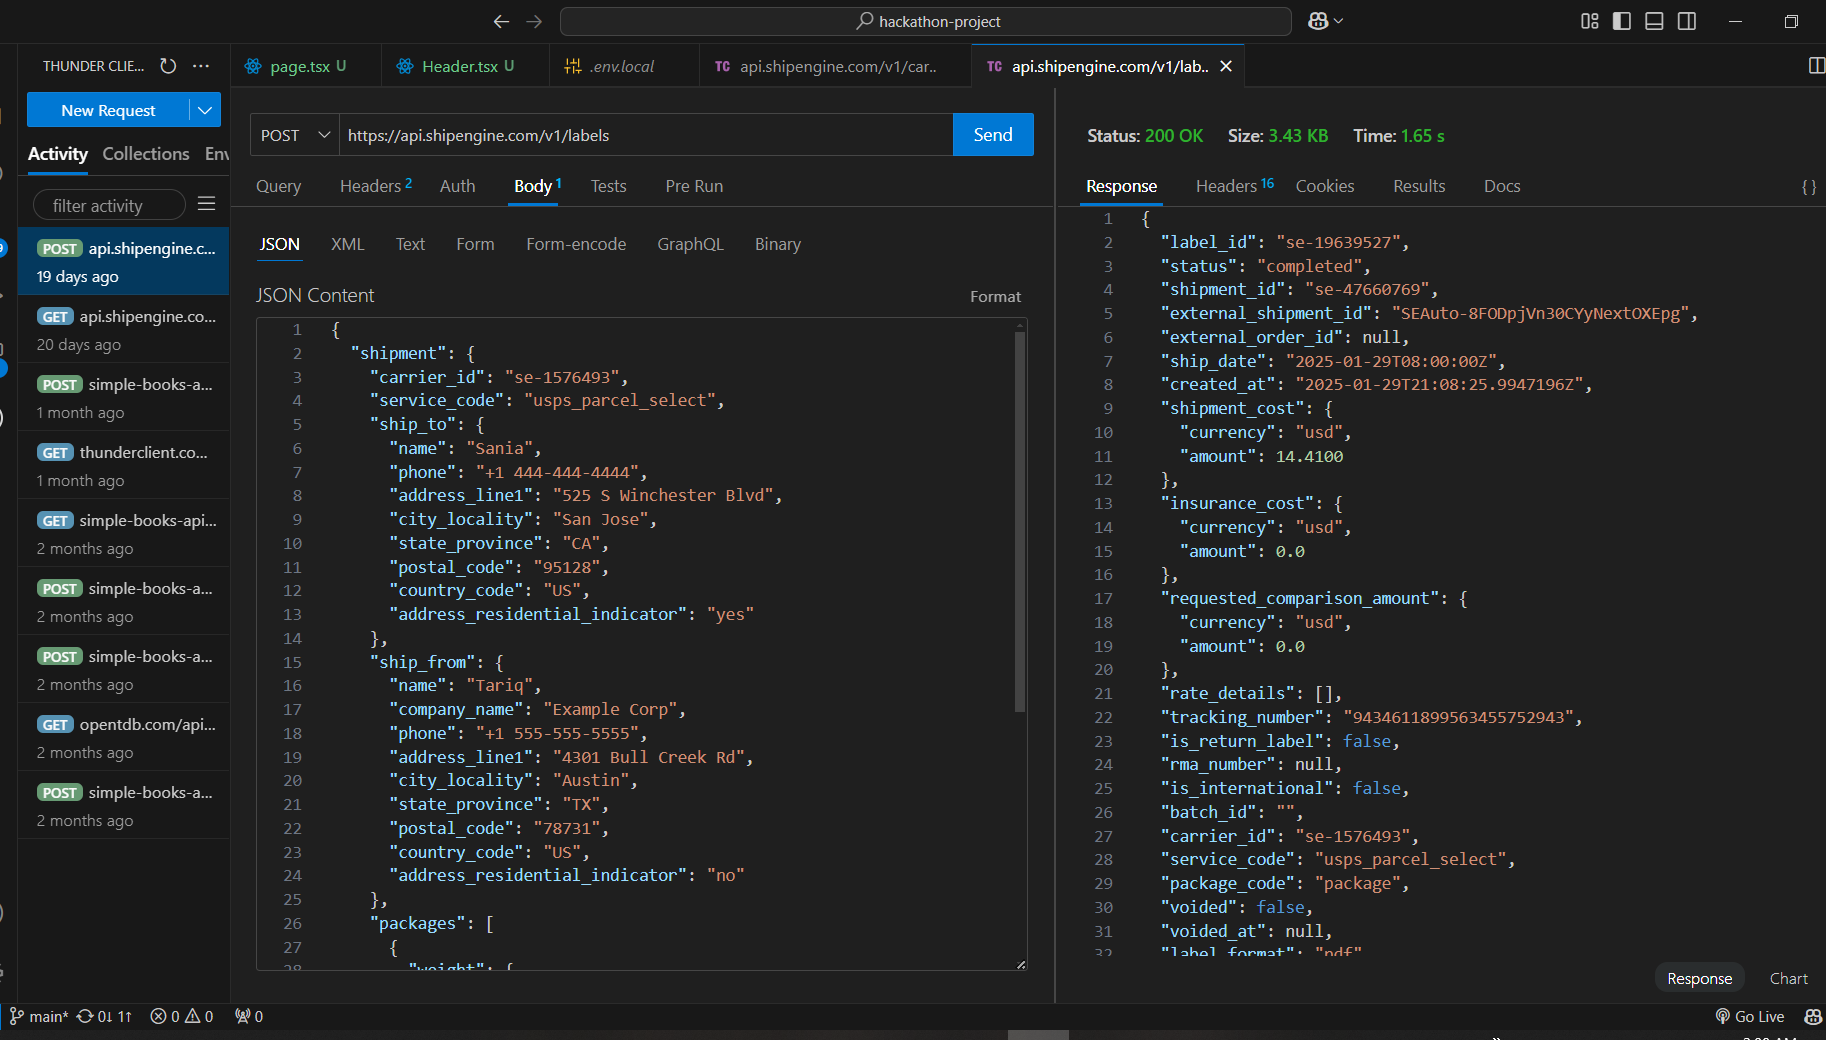 hackathon-project
THUNDER CLIE...
page.tsx U
Header.tsx U
.env.local
TC api.shipengine.com/v1/car..
TC api.shipengine.com/v1/lab..
New Request
Activity Collections Env
filter activity
POST api.shipengine.c...
19 days ago
GET api.shipengine.co...
20 days ago
POST simple-books-a...
1 month ago
GET thunderclient.co...
1 month ago
GET simple-books-api...
2 months ago
POST simple-books-a...
2 months ago
POST simple-books-a...
2 months ago
GET opentdb.com/api...
2 months ago
POST simple-books-a...
2 months ago
POST https://api.shipengine.com/v1/labels Send
Query Headers 2 Auth Body 1 Tests Pre Run
JSON XML Text Form Form-encode GraphQL Binary
JSON Content Format
1 {
2 "shipment": {
3 "carrier_id": "se-1576493",
4 "service_code": "usps_parcel_select",
5 "ship_to": {
6 "name": "Sania",
7 "phone": "+1 444-444-4444",
8 "address_line1": "525 S Winchester Blvd",
9 "city_locality": "San Jose",
10 "state_province": "CA",
11 "postal_code": "95128",
12 "country_code": "US",
13 "address_residential_indicator": "yes"
14 },
15 "ship_from": {
16 "name": "Tariq",
17 "company_name": "Example Corp",
18 "phone": "+1 555-555-5555",
19 "address_line1": "4301 Bull Creek Rd",
20 "city_locality": "Austin",
21 "state_province": "TX",
22 "postal_code": "78731",
23 "country_code": "US",
24 "address_residential_indicator": "no"
25 },
26 "packages": [
27 {
28 "weight": {
Status: 200 OK Size: 3.43 KB Time: 1.65 s
Response Headers 16 Cookies Results Docs { }
1 {
2 "label_id": "se-19639527",
3 "status": "completed",
4 "shipment_id": "se-47660769",
5 "external_shipment_id": "SEAuto-8FODpjVn30CYyNextOXEpg",
6 "external_order_id": null,
7 "ship_date": "2025-01-29T08:00:00Z",
8 "created_at": "2025-01-29T21:08:25.9947196Z",
9 "shipment_cost": {
10 "currency": "usd",
11 "amount": 14.4100
12 },
13 "insurance_cost": {
14 "currency": "usd",
15 "amount": 0.0
16 },
17 "requested_comparison_amount": {
18 "currency": "usd",
19 "amount": 0.0
20 },
21 "rate_details": [],
22 "tracking_number": "9434611899563455752943",
23 "is_return_label": false,
24 "rma_number": null,
25 "is_international": false,
26 "batch_id": "",
27 "carrier_id": "se-1576493",
28 "service_code": "usps_parcel_select",
29 "package_code": "package",
30 "voided": false,
31 "voided_at": null,
32 "label_format": "pdf"
Response Chart
main* 0↓ 1↑ 0 0 0
Go Live